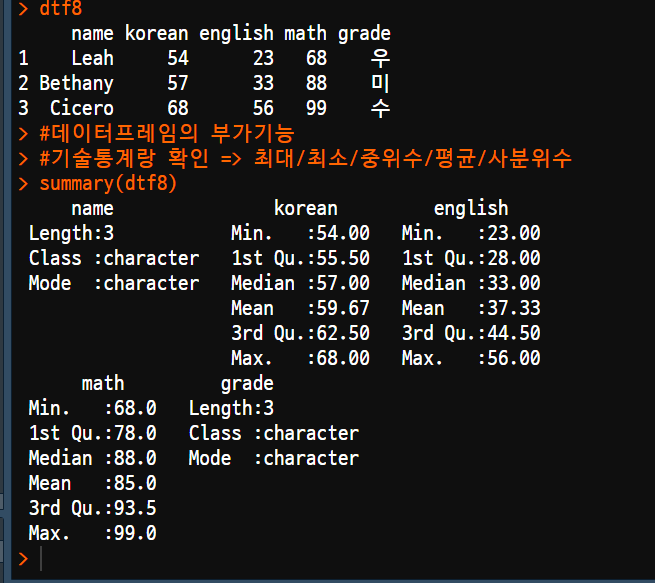 > dtf8
     name korean english math grade
1    Leah     54      23   68    우
2 Bethany     57      33   88    미
3  Cicero     68      56   99    수
> #데이터프레임의 부가기능
> #기술통계랑 확인 => 최대/최소/중위수/평균/사분위수
> summary(dtf8)
     name               korean         english     
 Length:3           Min.   :54.00   Min.   :23.00  
 Class :character   1st Qu.:55.50   1st Qu.:28.00  
 Mode  :character   Median :57.00   Median :33.00  
                    Mean   :59.67   Mean   :37.33  
                    3rd Qu.:62.50   3rd Qu.:44.50  
                    Max.   :68.00   Max.   :56.00  
      math         grade          
 Min.   :68.0   Length:3          
 1st Qu.:78.0   Class :character  
 Median :88.0   Mode  :character  
 Mean   :85.0                     
 3rd Qu.:93.5                     
 Max.   :99.0                     
>